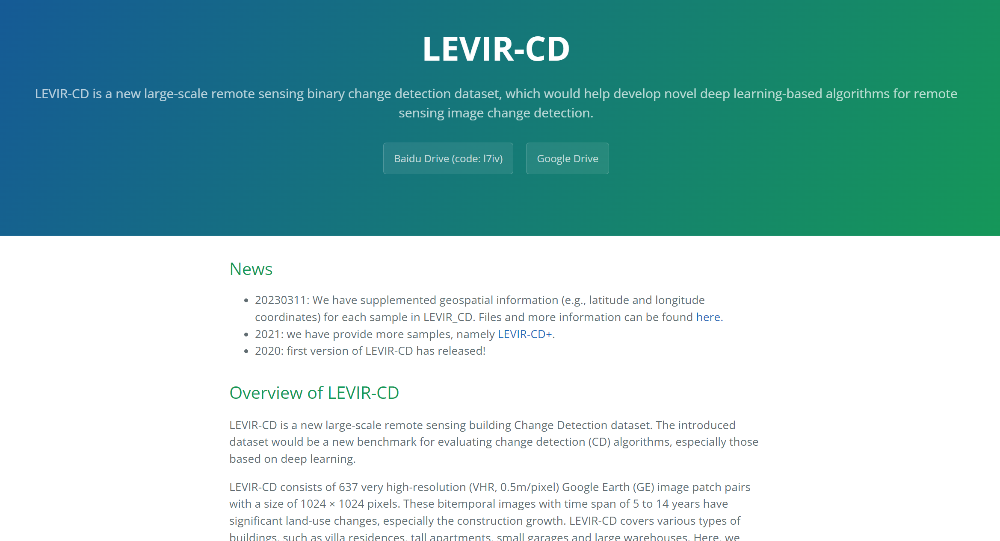 LEVIR-CD
LEVIR-CD is a new large-scale remote sensing binary change detection dataset, which would help develop novel deep learning-based algorithms for remote
sensing image change detection.
Baidu Drive (code: l7iv)
Google Drive
News
• 20230311: We have supplemented geospatial information (e.g., latitude and longitude
coordinates) for each sample in LEVIR_CD. Files and more information can be found here.
• 2021: we have provide more samples, namely LEVIR-CD+.
• 2020: first version of LEVIR-CD has released!
Overview of LEVIR-CD
LEVIR-CD is a new large-scale remote sensing building Change Detection dataset. The introduced
dataset would be a new benchmark for evaluating change detection (CD) algorithms, especially those
based on deep learning.
LEVIR-CD consists of 637 very high-resolution (VHR, 0.5m/pixel) Google Earth (GE) image patch pairs
with a size of 1024 × 1024 pixels. These bitemporal images with time span of 5 to 14 years have
significant land-use changes, especially the construction growth. LEVIR-CD covers various types of
buildings, such as villa residences, tall apartments, small garages and large warehouses. Here, we